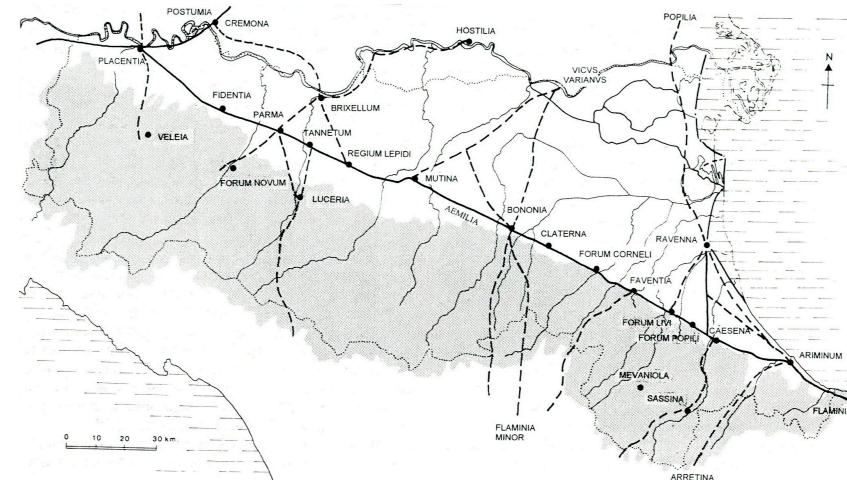 POSTUMIA
CREMONA
POPILIA
HOSTILIA
PLACENTIA
N
VICVS
VARIANVS
FIDENTIA
BRIXELLUM
PARMA
VELEIA
TANNETUM
REGIUM LEPIDI
FORUM NOVUM
MUTINA
LUCERIA
AEMILIA
BONONIA
CLATERNA
RAVENNA
FORUM CORNELI
FAVENTIA
FORUM LIVI
CAESENA
FORUM POPILI
ARIMINUM
MEVANIOLA
SASSINA
FLAMINI
FLAMINIA
MINOR
0 10 20 30 km.
ARRETINA